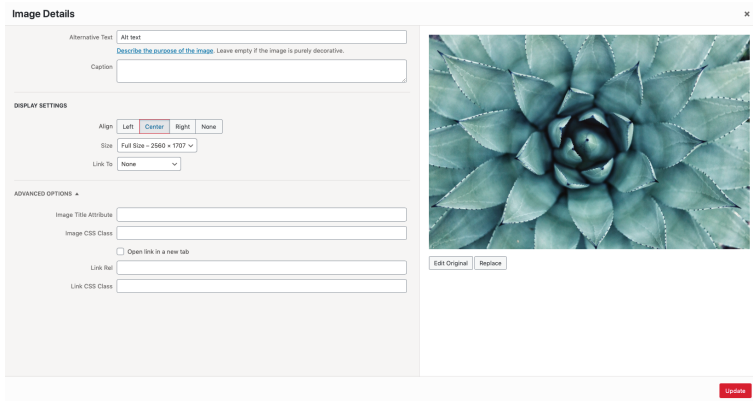 Image Details
×
Alternative Text Alt text
Describe the purpose of the image. Leave empty if the image is purely decorative.
Caption
DISPLAY SETTINGS
Align Left Center Right None
Size Full Size – 2560 × 1707
Link To None
ADVANCED OPTIONS
Image Title Attribute
Image CSS Class
Open link in a new tab
Link Rel
Link CSS Class
Edit Original Replace
Update